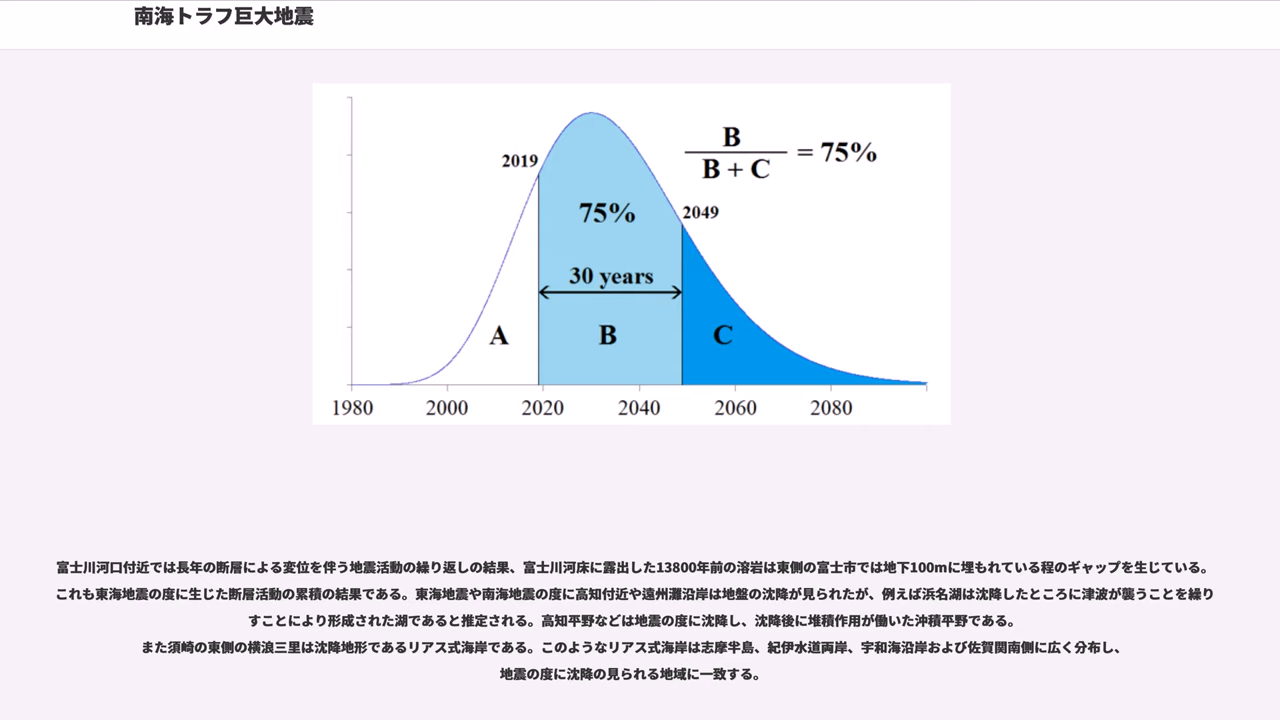 南海トラフ巨大地震
B
B + C
= 75%
2019
2049
75%
30 years
A
B
C
1980
2000
2020
2040
2060
2080
富士川河口付近では長年の断層による変位を伴う地震活動の繰り返しの結果、富士川河床に露出した13800年前の溶岩は東側の富士市では地下100mに埋もれている程のギャップを生じている。
これも東海地震の度に生じた断層活動の累積の結果である。東海地震や南海地震の度に高知付近や遠州灘沿岸は地盤の沈降が見られたが、例えば浜名湖は沈降したところに津波が襲うことを繰り
すことにより形成された湖であると推定される。高知平野などは地震の度に沈降し、沈降後に堆積作用が働いた沖積平野である。
また須崎の東側の横浪三里は沈降地形であるリアス式海岸である。このようなリアス式海岸は志摩半島、紀伊水道両岸、宇和海沿岸および佐賀関南側に広く分布し、
地震の度に沈降の見られる地域に一致する。